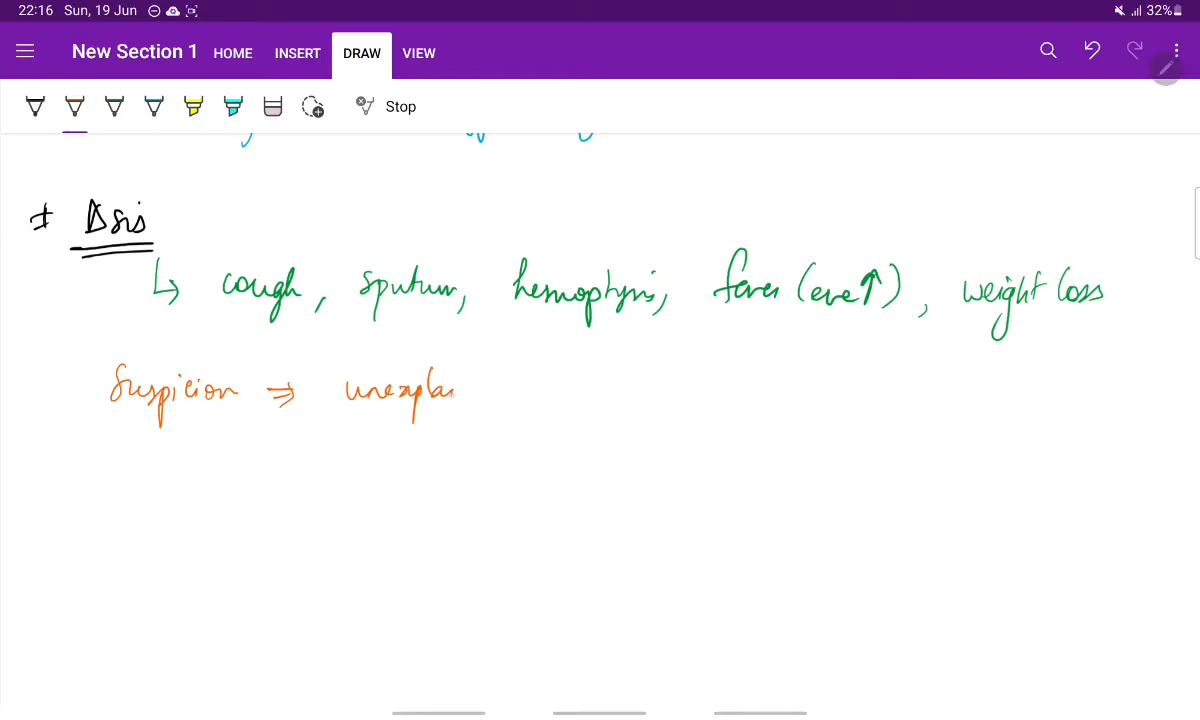 22:16 Sun, 19 Jun 32%
New Section 1 HOME INSERT DRAW VIEW
Stop
# Δsis
↳ cough, sputum, hemoptysis, fever (eve↑), weight loss
Suspicion ⇒ unexpla